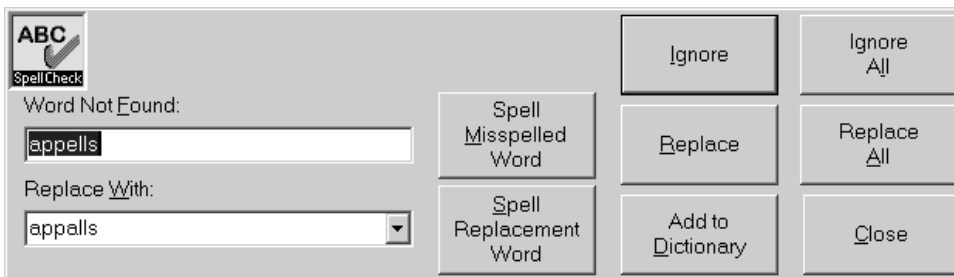 ABC
SpellCheck
Word Not Found:
appells
Replace With:
appalls
Spell
Misspelled
Word
Spell
Replacement
Word
Ignore
Ignore
All
Replace
Replace
All
Add to
Dictionary
Close